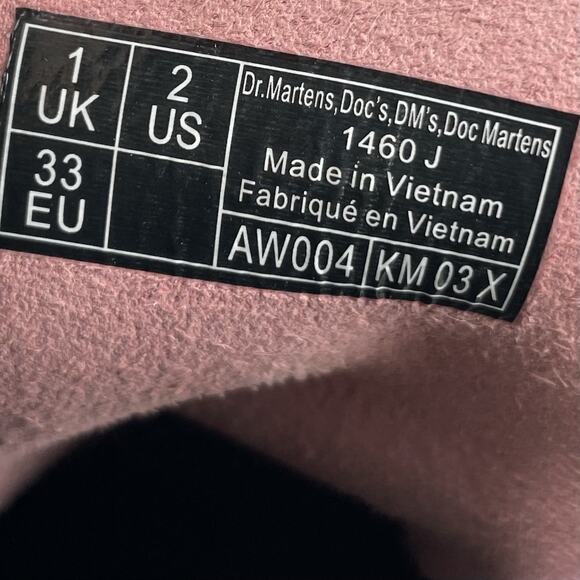 1
UK
2
US
33
EU
Dr.Martens,Doc's,DM's,Doc Martens
1460 J
Made in Vietnam
Fabriqué en Vietnam
AW004
KM 03 X